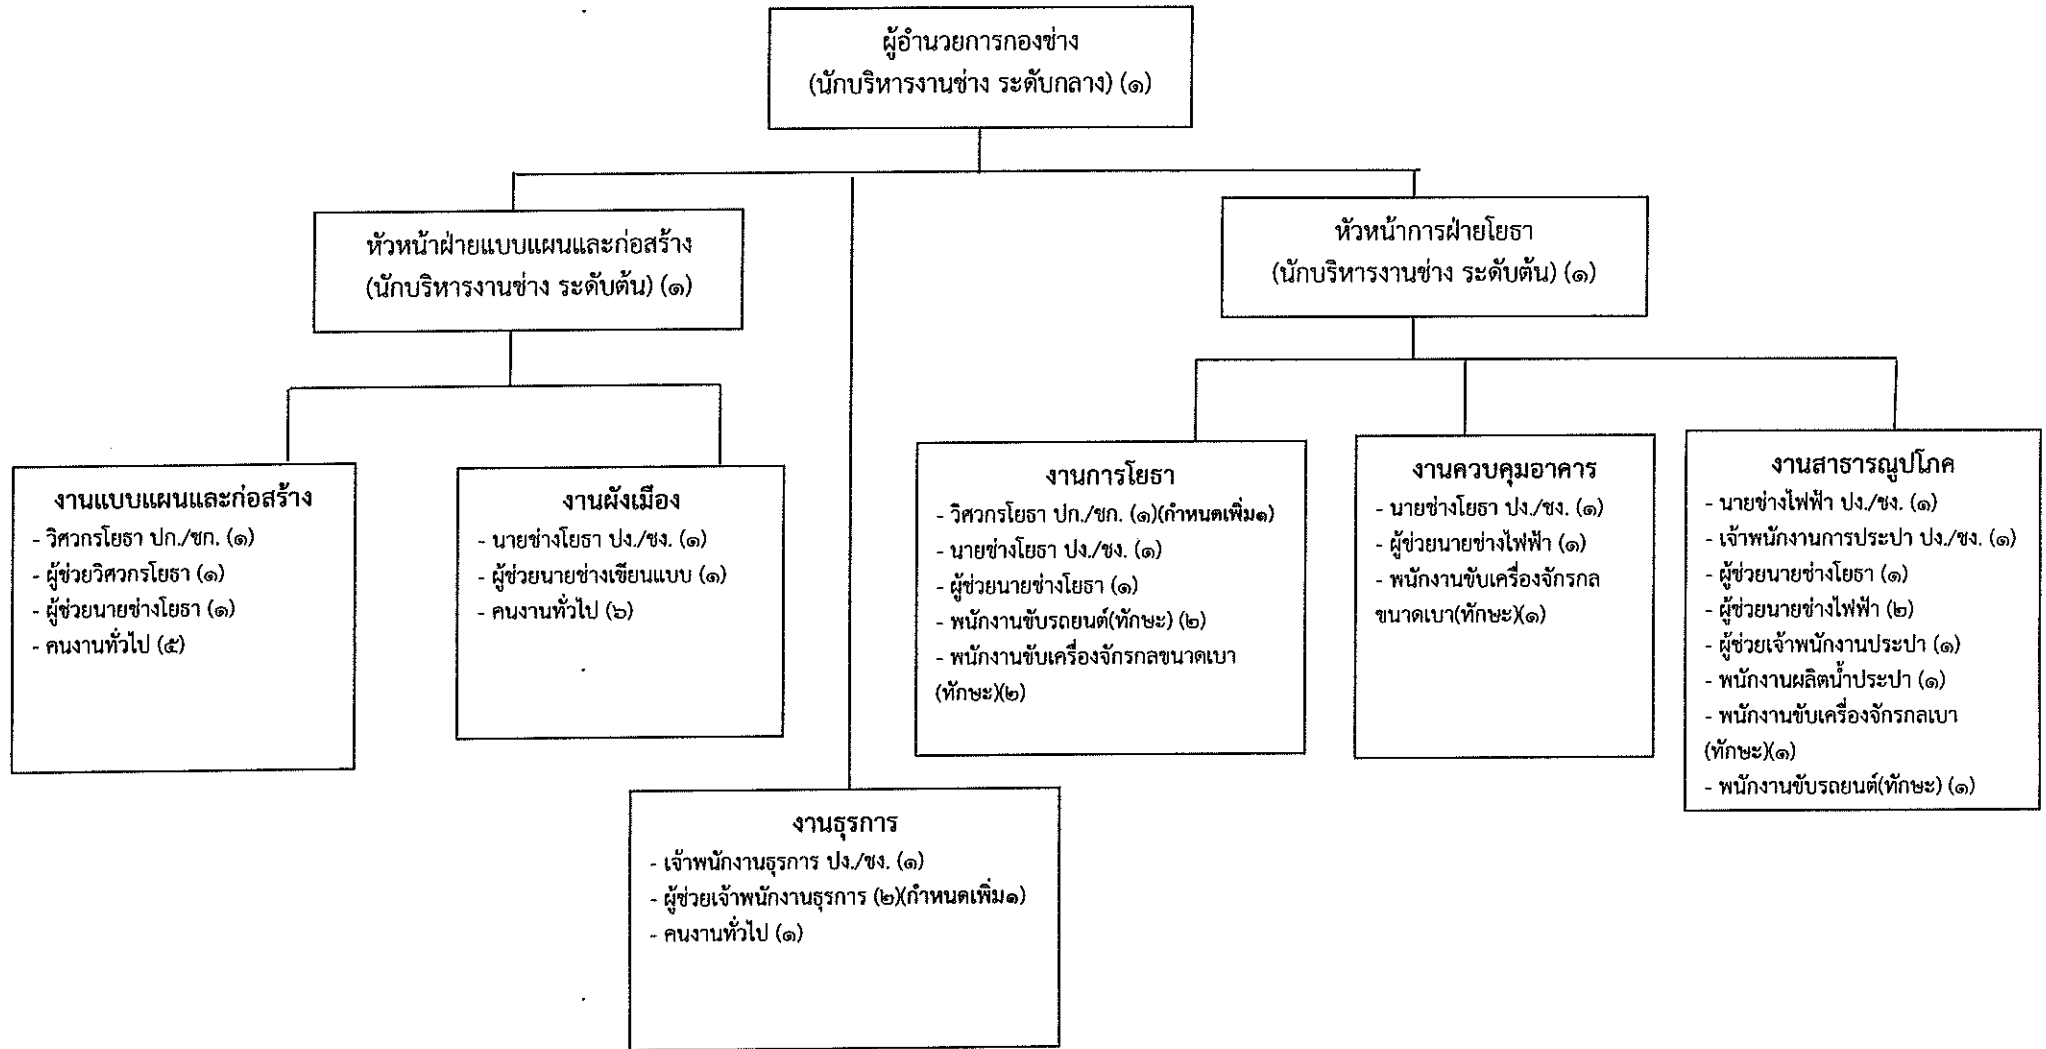 ผู้อำนวยการกองช่าง
(นักบริหารงานช่าง ระดับกลาง) (๑)
หัวหน้าฝ่ายแบบแผนและก่อสร้าง
(นักบริหารงานช่าง ระดับต้น) (๑)
หัวหน้าการฝ่ายโยธา
(นักบริหารงานช่าง ระดับต้น) (๑)
งานแบบแผนและก่อสร้าง
- วิศวกรโยธา ปก./ชก. (๑)
- ผู้ช่วยวิศวกรโยธา (๑)
- ผู้ช่วยนายช่างโยธา (๑)
- คนงานทั่วไป (๕)
งานผังเมือง
- นายช่างโยธา ปง./ชง. (๑)
- ผู้ช่วยนายช่างเขียนแบบ (๑)
- คนงานทั่วไป (๖)
งานการโยธา
- วิศวกรโยธา ปก./ชก. (๑)(กำหนดเพิ่ม๑)
- นายช่างโยธา ปง./ชง. (๑)
- ผู้ช่วยนายช่างโยธา (๑)
- พนักงานขับรถยนต์(ทักษะ) (๒)
- พนักงานขับเครื่องจักรกลขนาดเบา
(ทักษะ)(๒)
งานควบคุมอาคาร
- นายช่างโยธา ปง./ชง. (๑)
- ผู้ช่วยนายช่างไฟฟ้า (๑)
- พนักงานขับเครื่องจักรกล
ขนาดเบา(ทักษะ)(๑)
งานสาธารณูปโภค
- นายช่างไฟฟ้า ปง./ชง. (๑)
- เจ้าพนักงานการประปา ปง./ชง. (๑)
- ผู้ช่วยนายช่างโยธา (๑)
- ผู้ช่วยนายช่างไฟฟ้า (๒)
- ผู้ช่วยเจ้าพนักงานประปา (๑)
- พนักงานผลิตน้ำประปา (๑)
- พนักงานขับเครื่องจักรกลเบา
(ทักษะ)(๑)
- พนักงานขับรถยนต์(ทักษะ) (๑)
งานธุรการ
- เจ้าพนักงานธุรการ ปง./ชง. (๑)
- ผู้ช่วยเจ้าพนักงานธุรการ (๒)(กำหนดเพิ่ม๑)
- คนงานทั่วไป (๑)